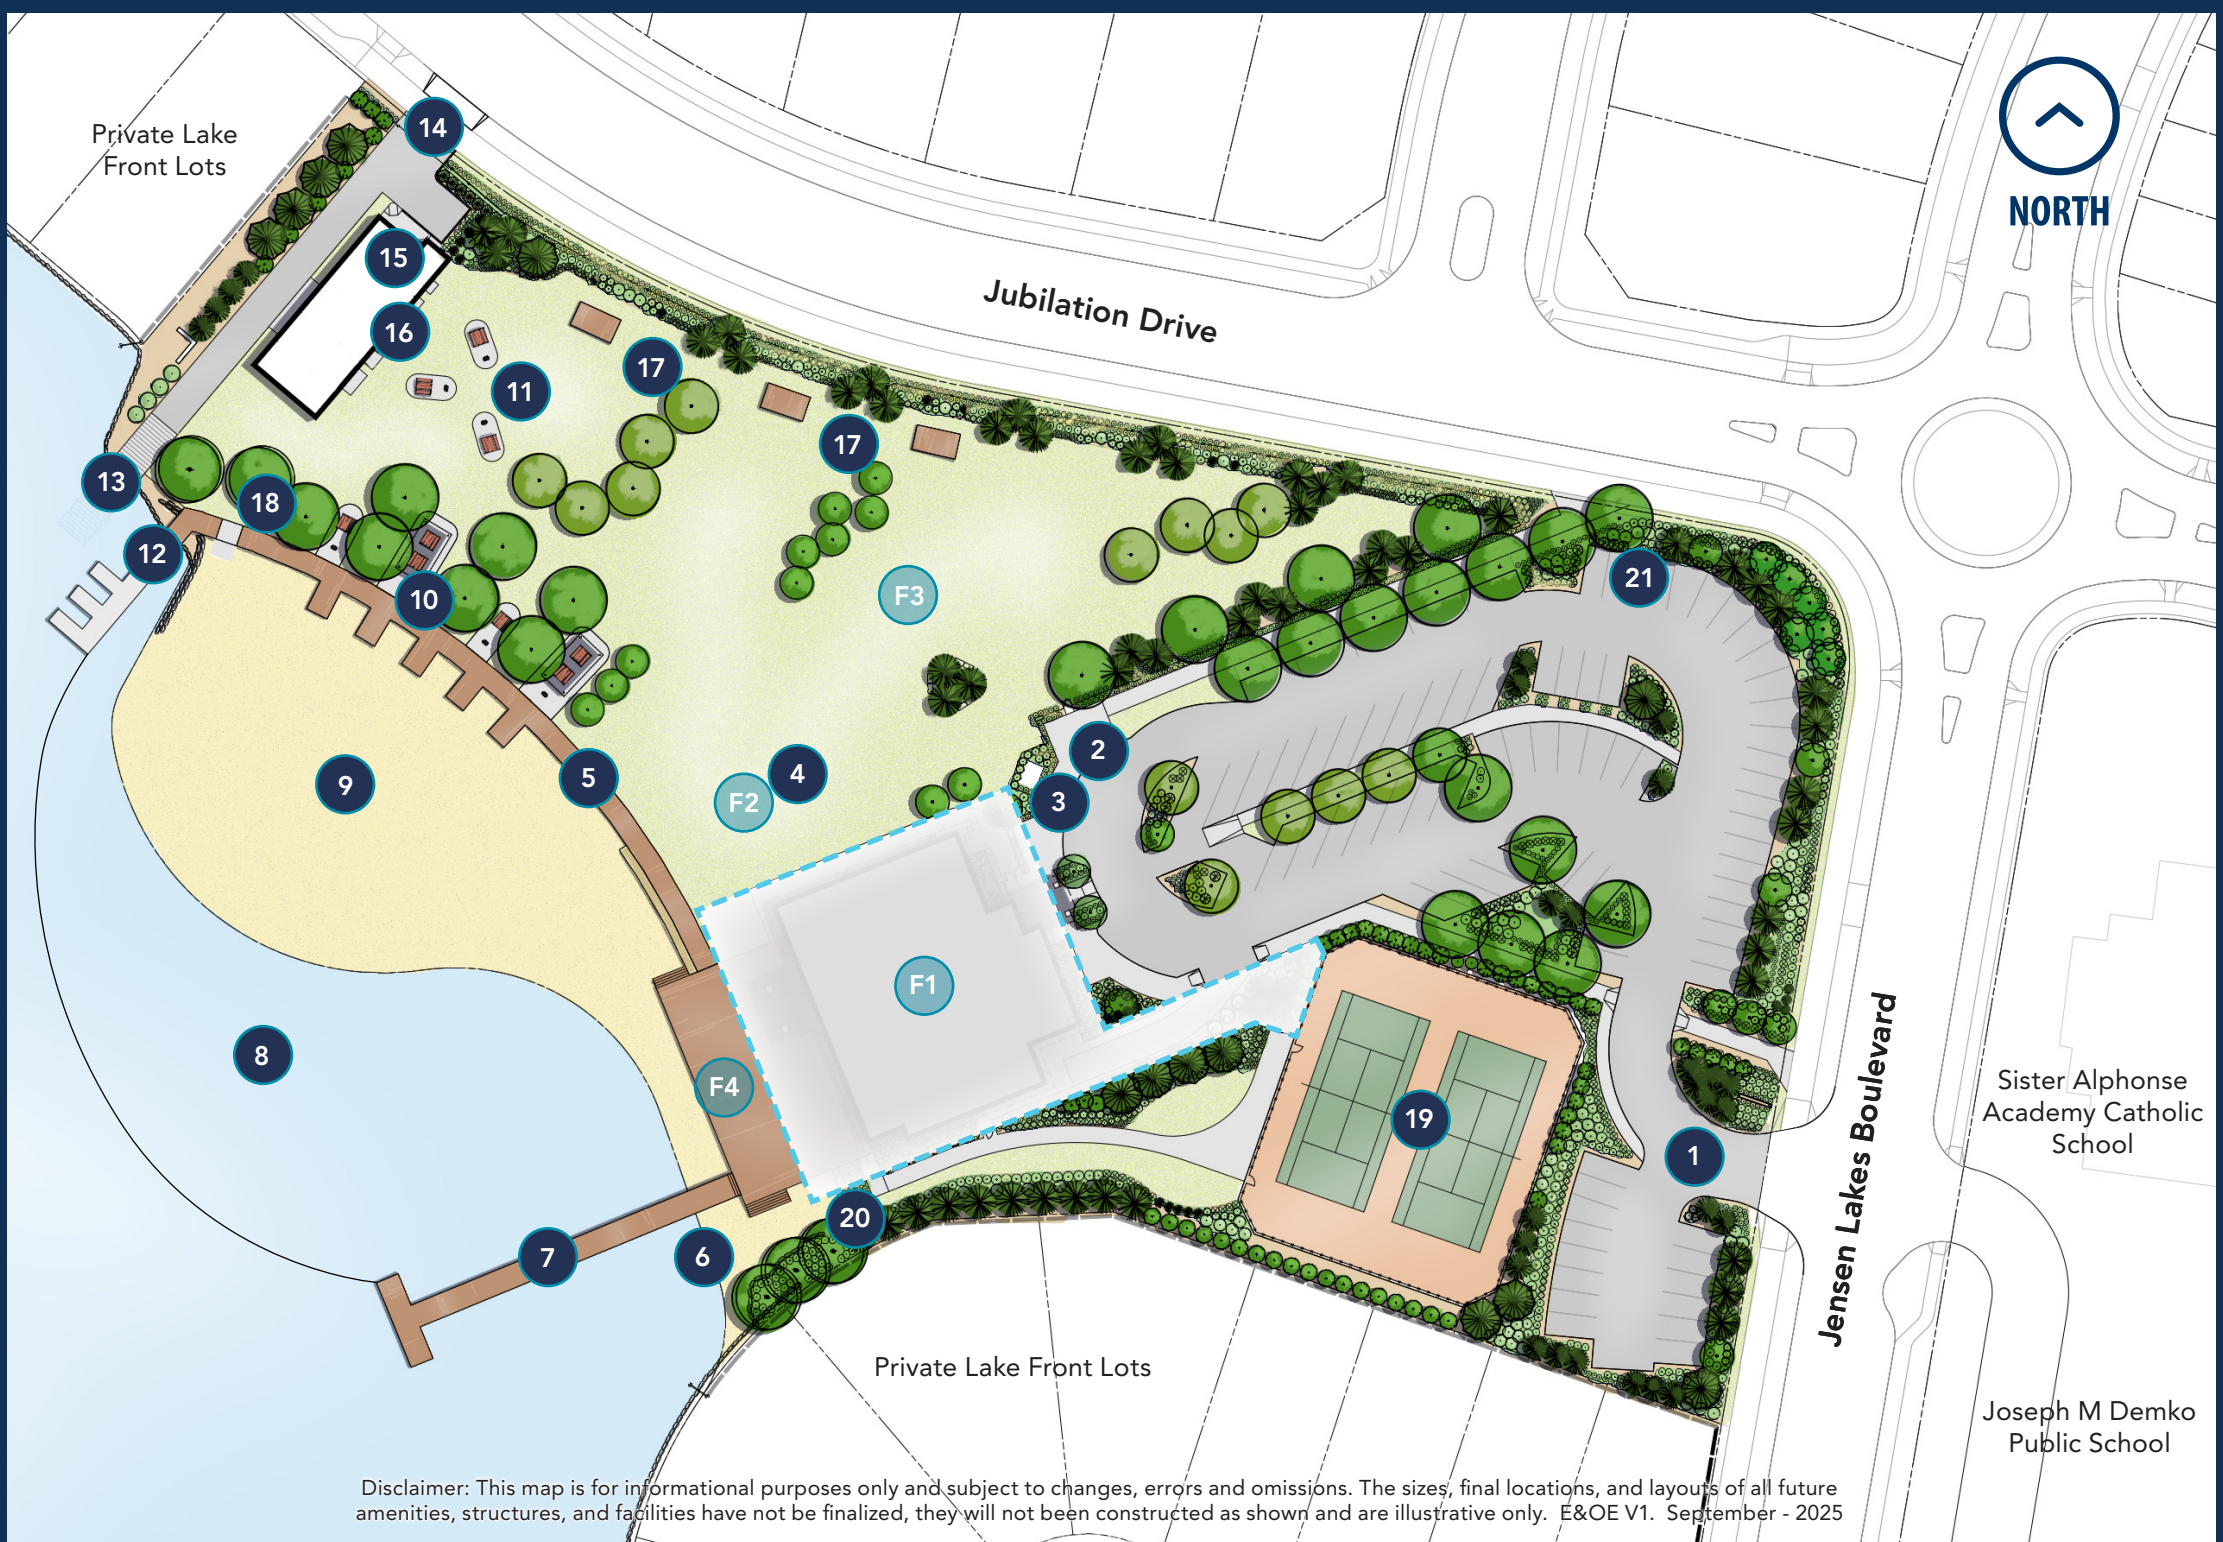 Private Lake
Front Lots
14
NORTH
15
16
Jubilation Drive
17
11
17
13
18
12
21
10
F3
2
5
4
9
F2
3
F1
8
F4
19
1
Jensen Lakes Boulevard
Sister Alphonse
Academy Catholic
School
20
7
6
Private Lake Front Lots
Joseph M Demko
Public School
Disclaimer: This map is for informational purposes only and subject to changes, errors and omissions. The sizes, final locations, and layouts of all future
amenities, structures, and facilities have not be finalized, they will not been constructed as shown and are illustrative only.  E&OE V1.  September - 2025